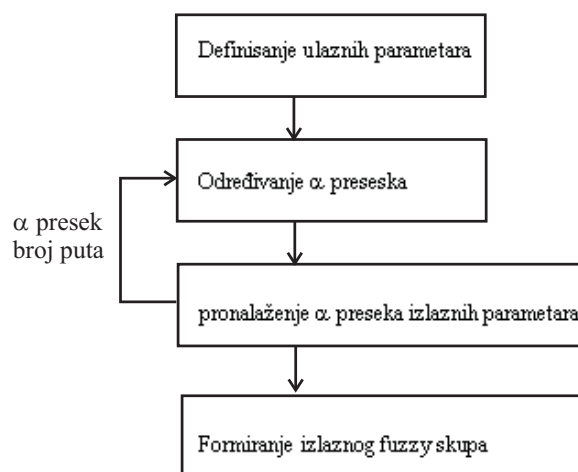 Definisanje ulaznih parametara
Određivanje α preseska
α presek
broj puta
pronalaženje α preseka izlaznih parametara
Formiranje izlaznog fuzzy skupa